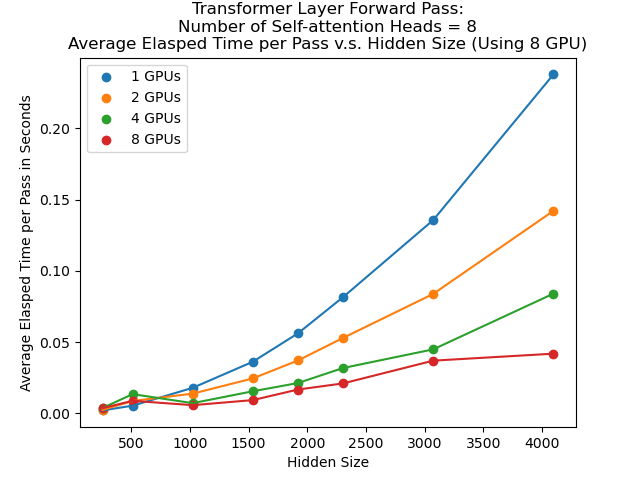 Transformer Layer Forward Pass:
Number of Self-attention Heads = 8
Average Elasped Time per Pass v.s. Hidden Size (Using 8 GPU)
1 GPUs
2 GPUs
4 GPUs
8 GPUs
Average Elasped Time per Pass in Seconds
0.20
0.15
0.10
0.05
0.00
500 1000 1500 2000 2500 3000 3500 4000
Hidden Size